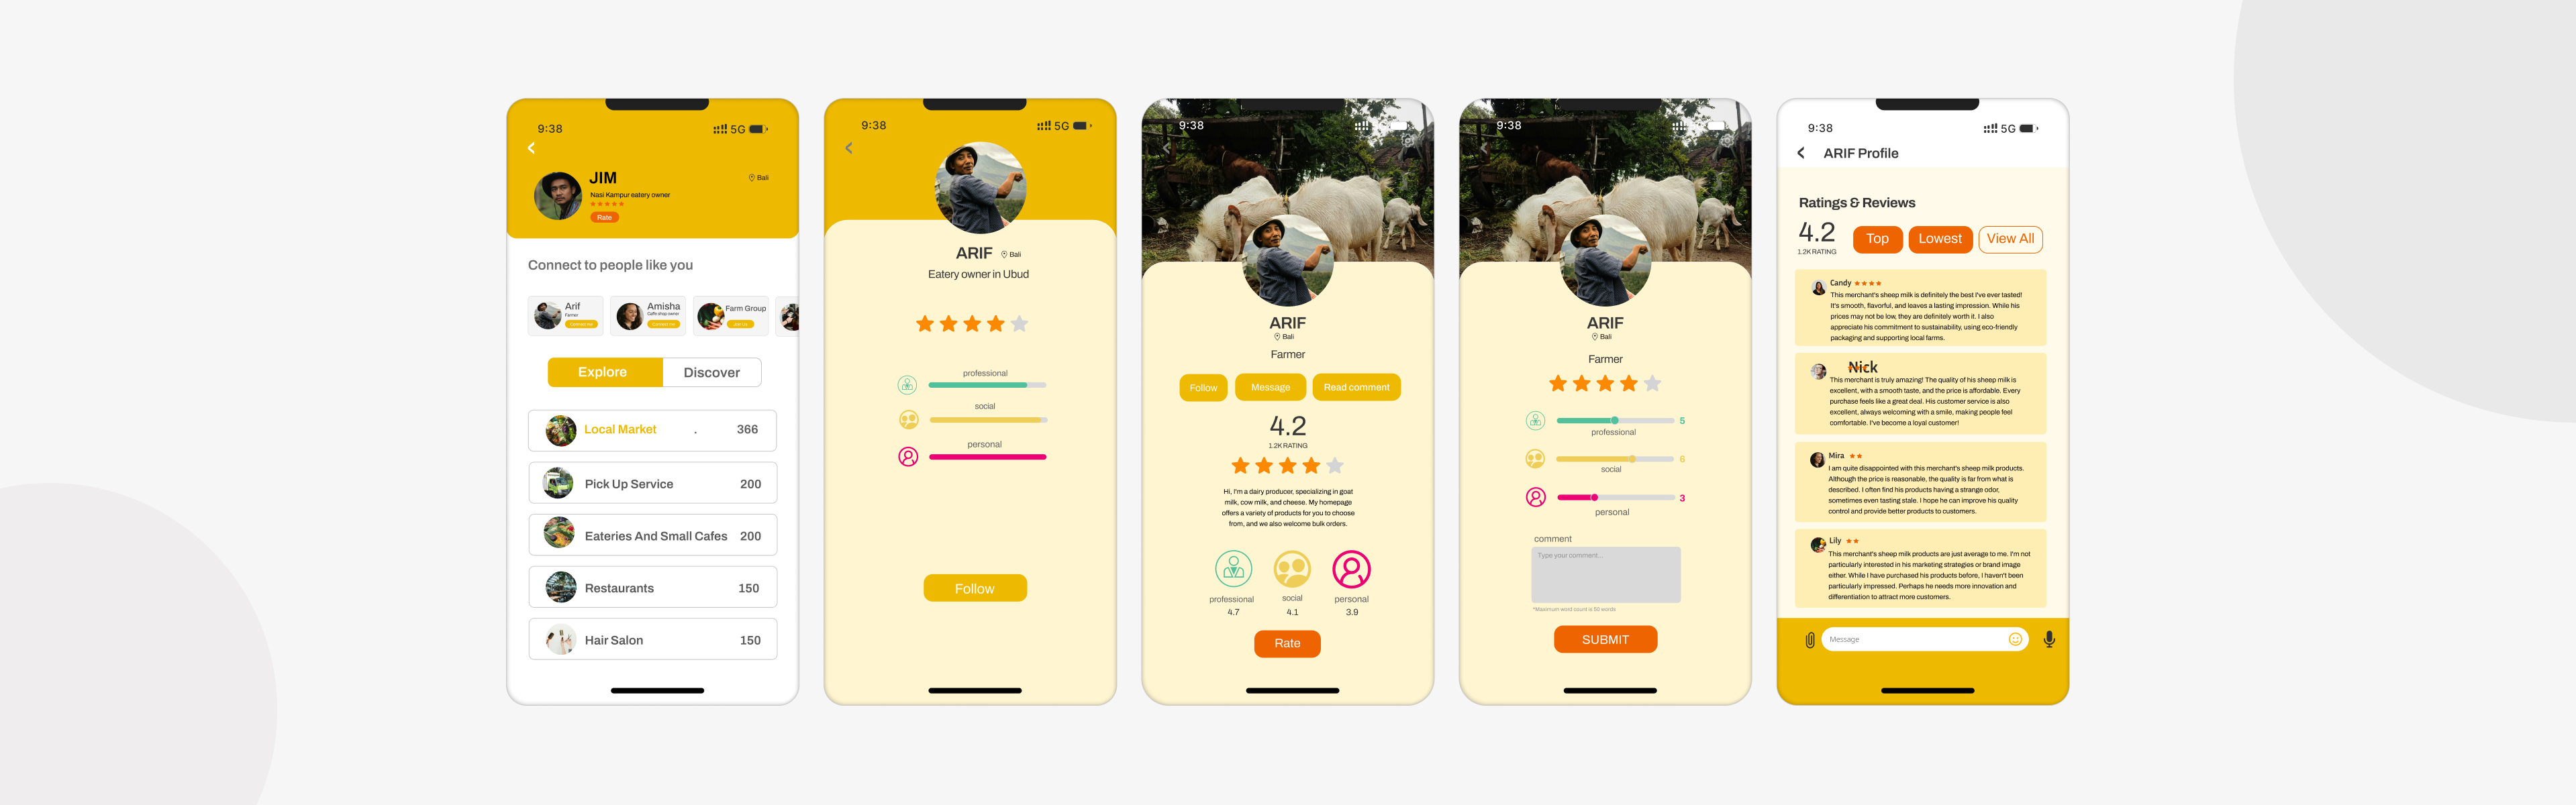 9:38
5G
JIM
Bali
Nasi Kampur eatery owner
Rate
Connect to people like you
Arif
Farmer
Connect me
Amisha
Caffe shop owner
Connect me
Farm Group
Join Us
Explore
Discover
Local Market . 366
Pick Up Service 200
Eateries And Small Cafes 200
Restaurants 150
Hair Salon 150
9:38
5G
ARIF
Bali
Eatery owner in Ubud
professional
social
personal
Follow
9:38
ARIF
Bali
Farmer
Follow
Message
Read comment
4.2
1.2K RATING
Hi, I'm a dairy producer, specializing in goat
milk, cow milk, and cheese. My homepage
offers a variety of products for you to choose
from, and we also welcome bulk orders.
professional
social
personal
4.7
4.1
3.9
Rate
9:38
ARIF
Bali
Farmer
5
professional
6
social
3
personal
comment
Type your comment...
*Maximum word count is 50 words
SUBMIT
9:38
5G
ARIF Profile
Ratings & Reviews
4.2
1.2K RATING
Top
Lowest
View All
Candy
This merchant's sheep milk is definitely the best I've ever tasted!
It's smooth, flavorful, and leaves a lasting impression. While his
prices may not be low, they are definitely worth it. I also
appreciate his commitment to sustainability, using eco-friendly
packaging and supporting local farms.
Nick
This merchant is truly amazing! The quality of his sheep milk is
excellent, with a smooth taste, and the price is affordable. Every
purchase feels like a great deal. His customer service is also
excellent, always welcoming with a smile, making people feel
comfortable. I've become a loyal customer!
Mira
I am quite disappointed with this merchant's sheep milk products.
Although the price is reasonable, the quality is far from what is
described. I often find his products having a strange odor,
sometimes even tasting stale. I hope he can improve his quality
control and provide better products to customers.
Lily
This merchant's sheep milk products are just average to me. I'm not
particularly interested in his marketing strategies or brand image
either. While I have purchased his products before, I haven't been
particularly impressed. Perhaps he needs more innovation and
differentiation to attract more customers.
Message